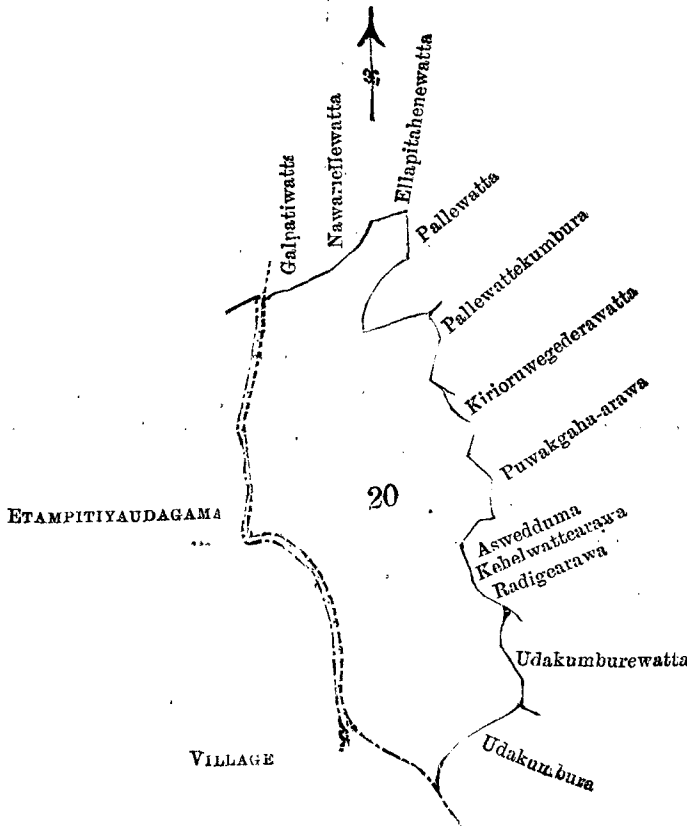 Galpatiwatta
Nawarellewatta
Ellapitahenewatta
Pallewatta
Pallewattekumbura
Kirioruwegederawatta
Puwakgaha-arawa
20
ETAMPITIYAUDAGAMA
Aswedduma
Kebelwattearawa
Radigearawa
Udakumburewatta
Udakumbura
VILLAGE